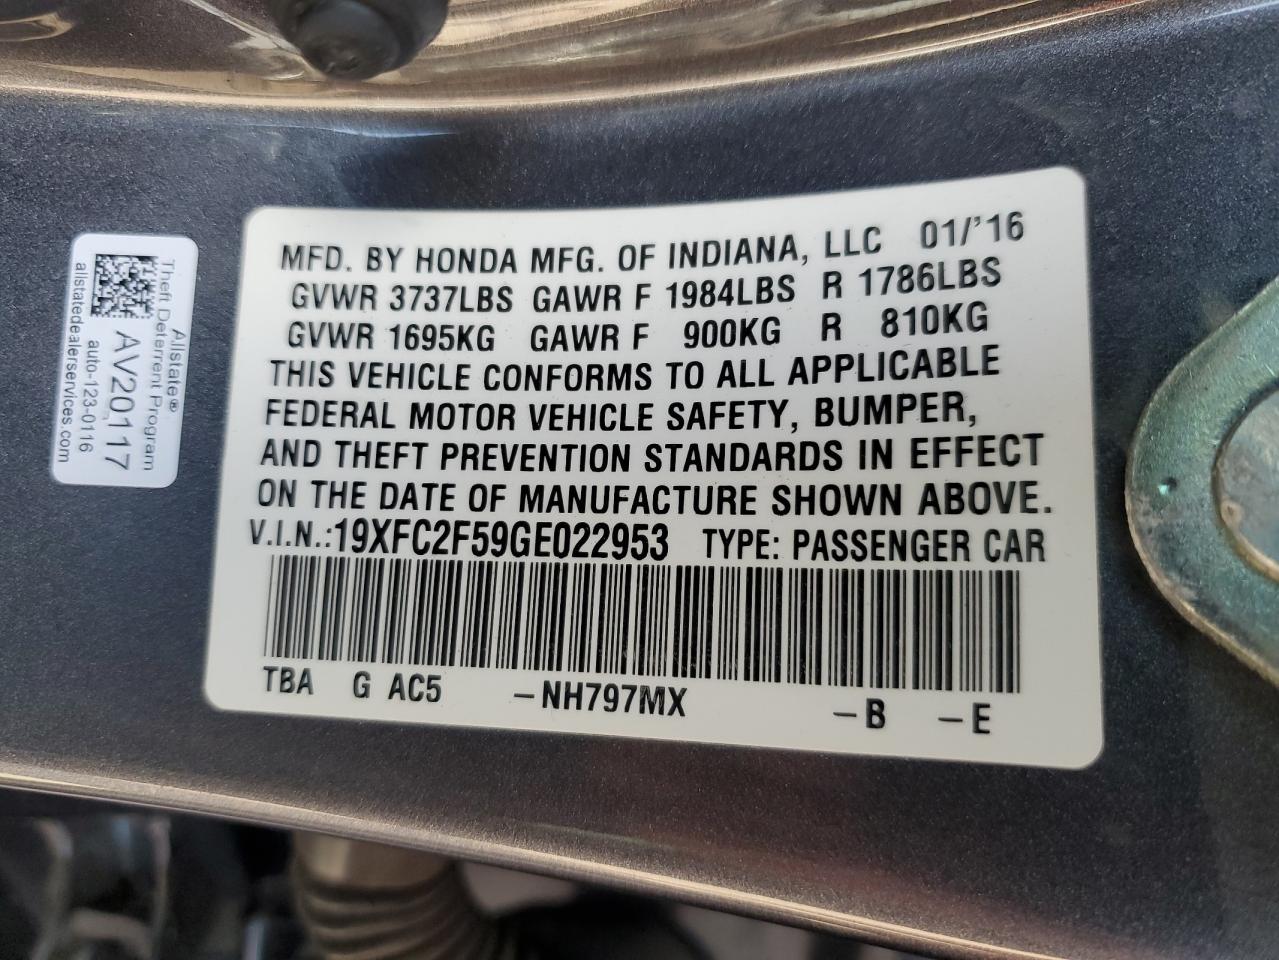 MFD. BY HONDA MFG. OF INDIANA, LLC 01/'16
GVWR 3737LBS GAWR F 1984LBS R 1786LBS
GVWR 1695KG GAWR F 900KG R 810KG
THIS VEHICLE CONFORMS TO ALL APPLICABLE
FEDERAL MOTOR VEHICLE SAFETY, BUMPER,
AND THEFT PREVENTION STANDARDS IN EFFECT
ON THE DATE OF MANUFACTURE SHOWN ABOVE.
V.I.N.:19XFC2F59GE022953 TYPE: PASSENGER CAR
TBA G AC5 –NH797MX –B –E
Allstate®
Theft Deterrent Program
AV20117
auto-123-0116
allstatedealerservices.com